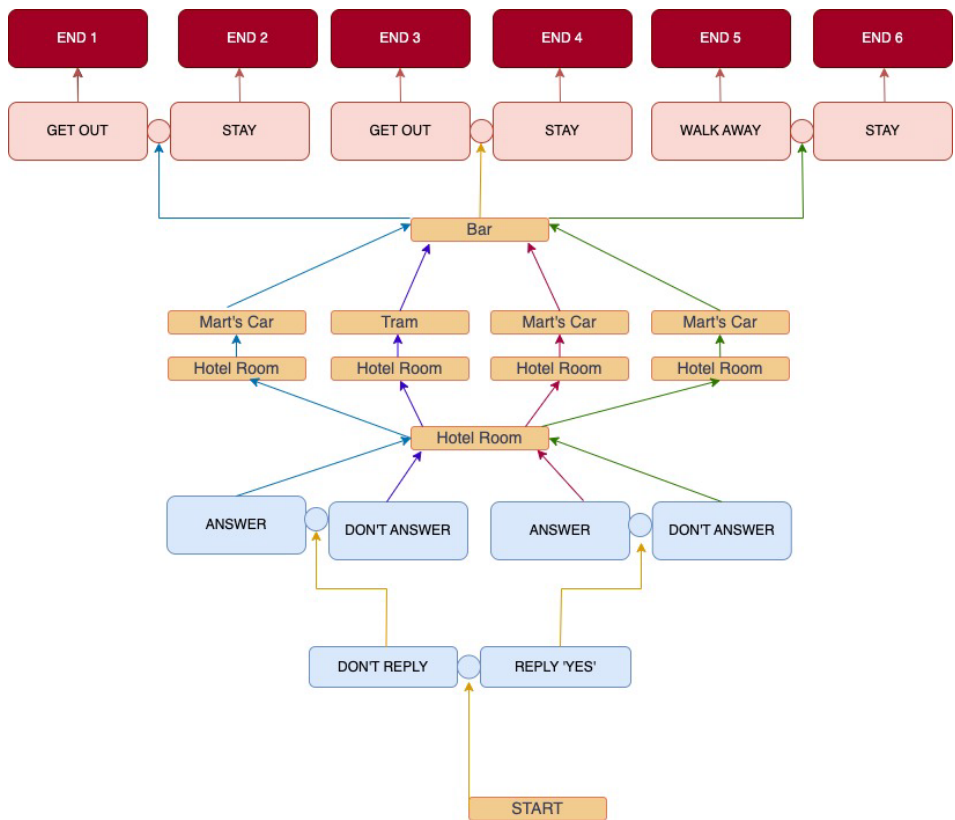 END 1
END 2
END 3
END 4
END 5
END 6
GET OUT
STAY
GET OUT
STAY
WALK AWAY
STAY
Bar
Mart's Car
Tram
Mart's Car
Mart's Car
Hotel Room
Hotel Room
Hotel Room
Hotel Room
Hotel Room
ANSWER
DON'T ANSWER
ANSWER
DON'T ANSWER
DON'T REPLY
REPLY 'YES'
START